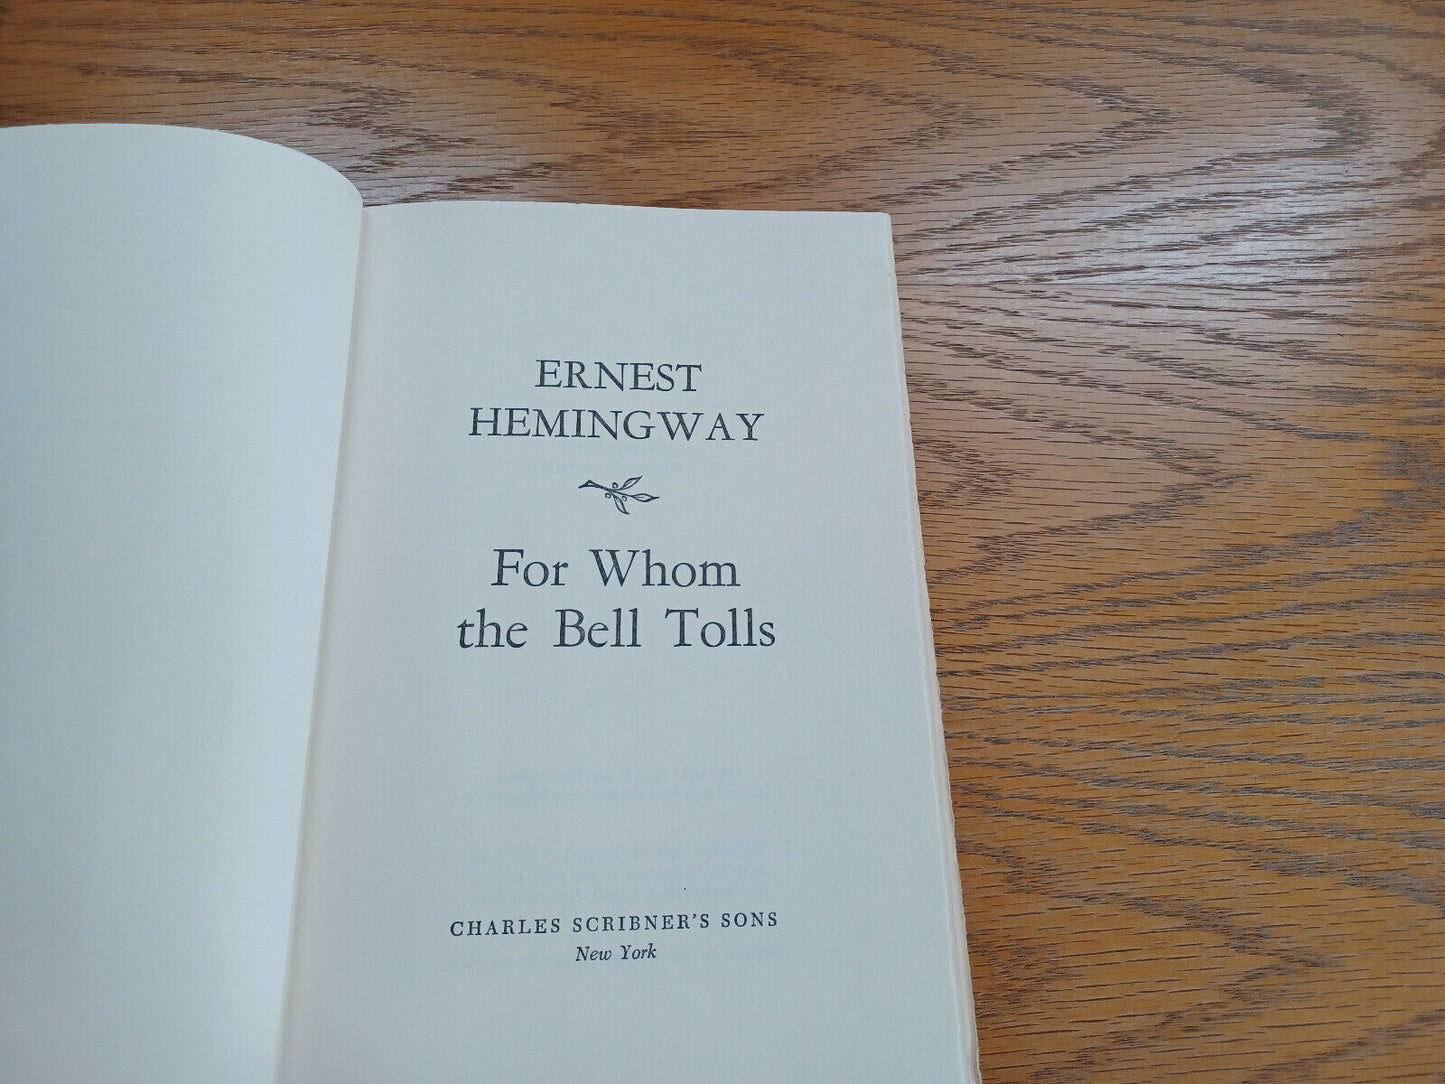 ERNEST
HEMINGWAY
For Whom
the Bell Tolls
CHARLES SCRIBNER'S SONS
New York